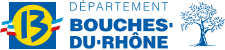 13
DÉPARTEMENT
BOUCHES-
DU-RHÔNE